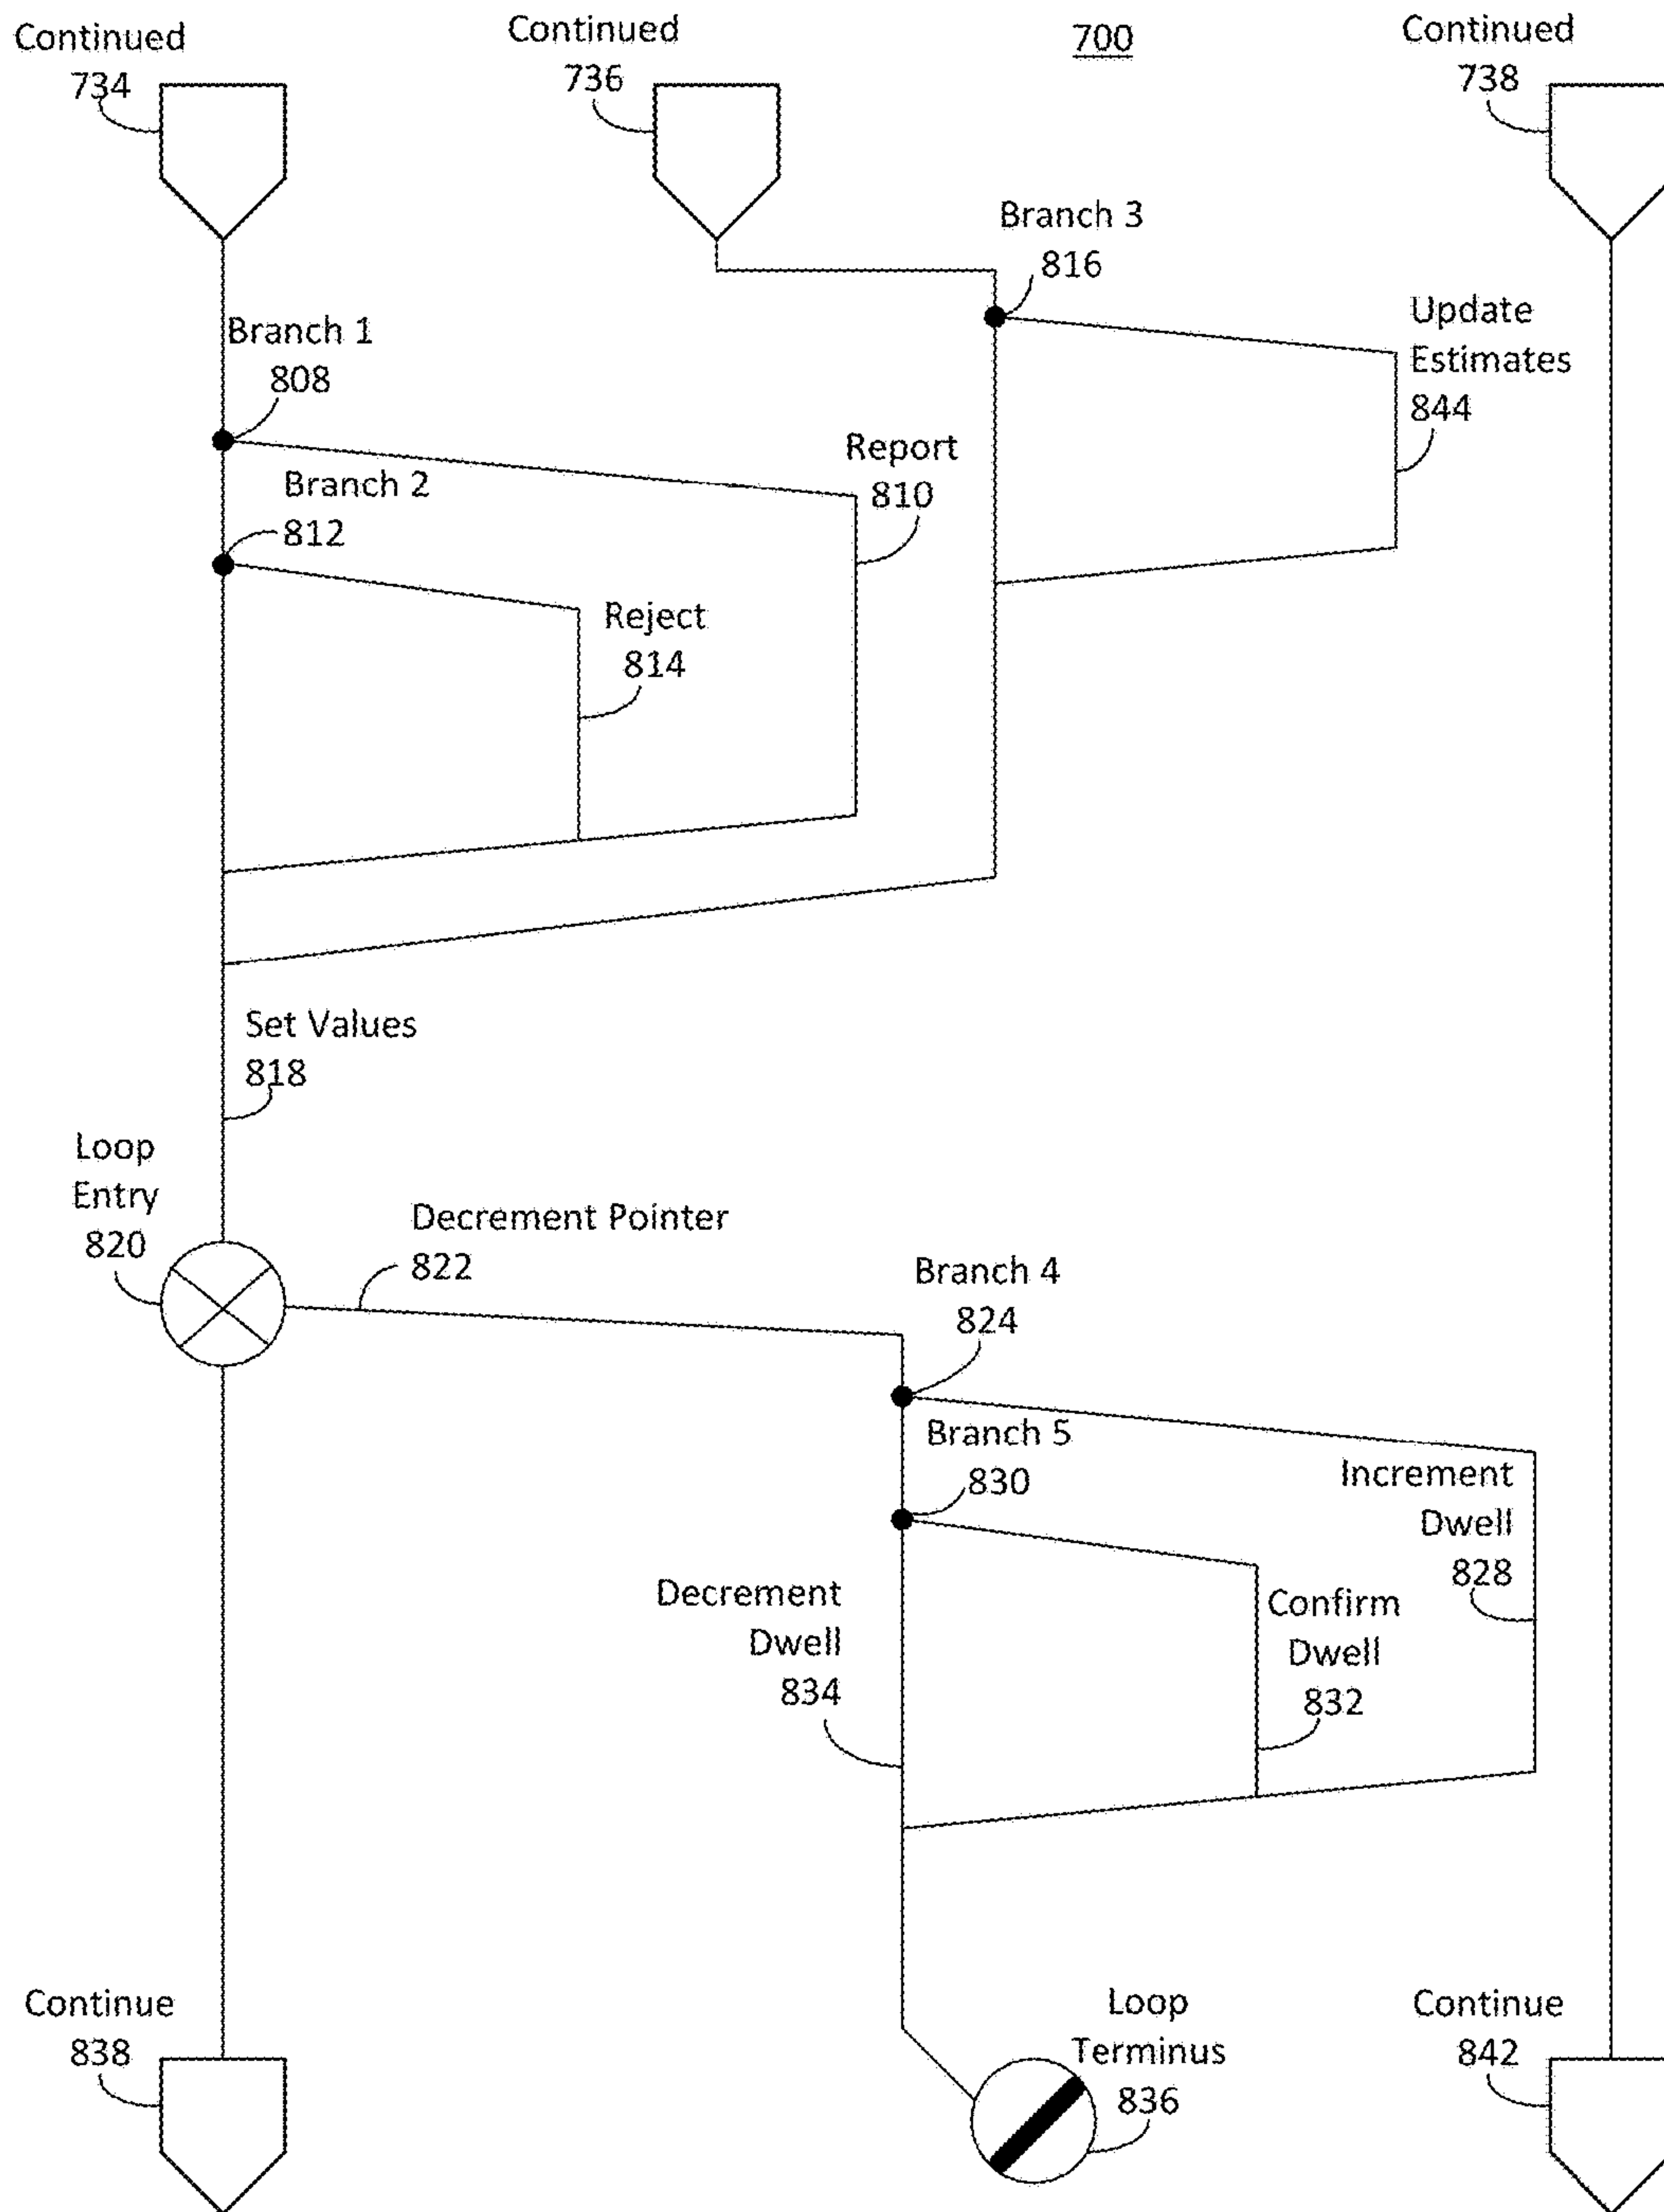 Continued
734
Continued
736
700
Continued
738
Branch 3
816
Update
Estimates
844
Branch 1
808
Report
810
Branch 2
812
Reject
814
Set Values
818
Loop
Entry
820
Decrement Pointer
822
Branch 4
824
Branch 5
830
Increment
Dwell
828
Decrement
Dwell
834
Confirm
Dwell
832
Continue
838
Loop
Terminus
836
Continue
842